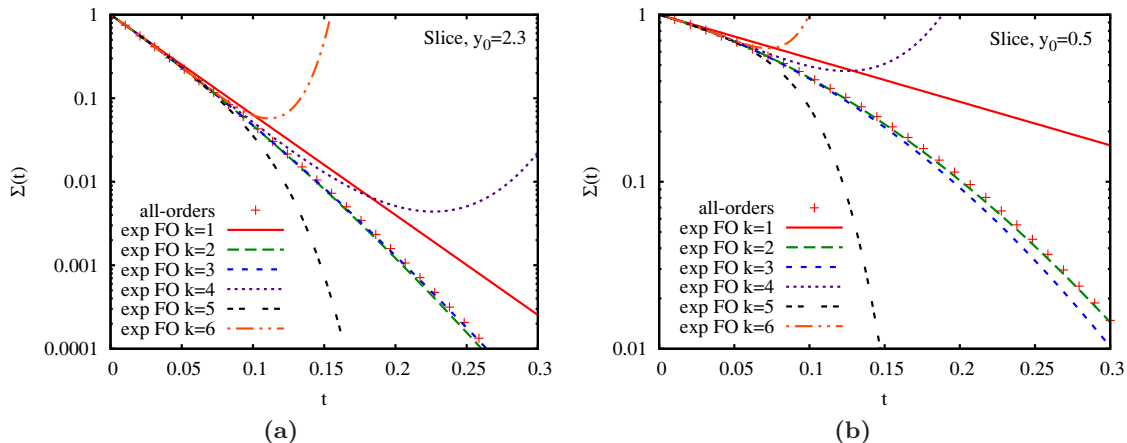 Slice, y0=2.3
Σ(t)
1
0.1
0.01
0.001
0.0001
all-orders
exp FO k=1
exp FO k=2
exp FO k=3
exp FO k=4
exp FO k=5
exp FO k=6
0 0.05 0.1 0.15 0.2 0.25 0.3
t
(a)
Slice, y0=0.5
Σ(t)
1
0.1
0.01
all-orders
exp FO k=1
exp FO k=2
exp FO k=3
exp FO k=4
exp FO k=5
exp FO k=6
0 0.05 0.1 0.15 0.2 0.25 0.3
t
(b)